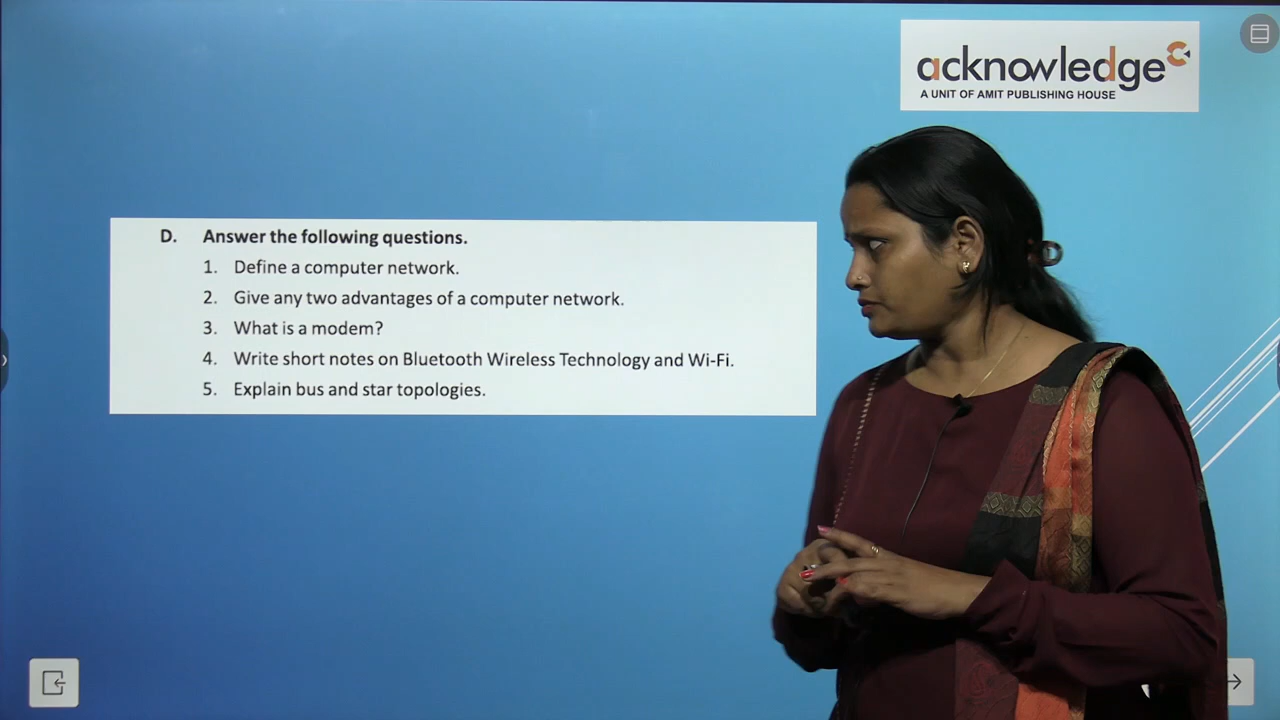 acknowledge
A UNIT OF AMIT PUBLISHING HOUSE
D. Answer the following questions.
1. Define a computer network.
2. Give any two advantages of a computer network.
3. What is a modem?
4. Write short notes on Bluetooth Wireless Technology and Wi-Fi.
5. Explain bus and star topologies.